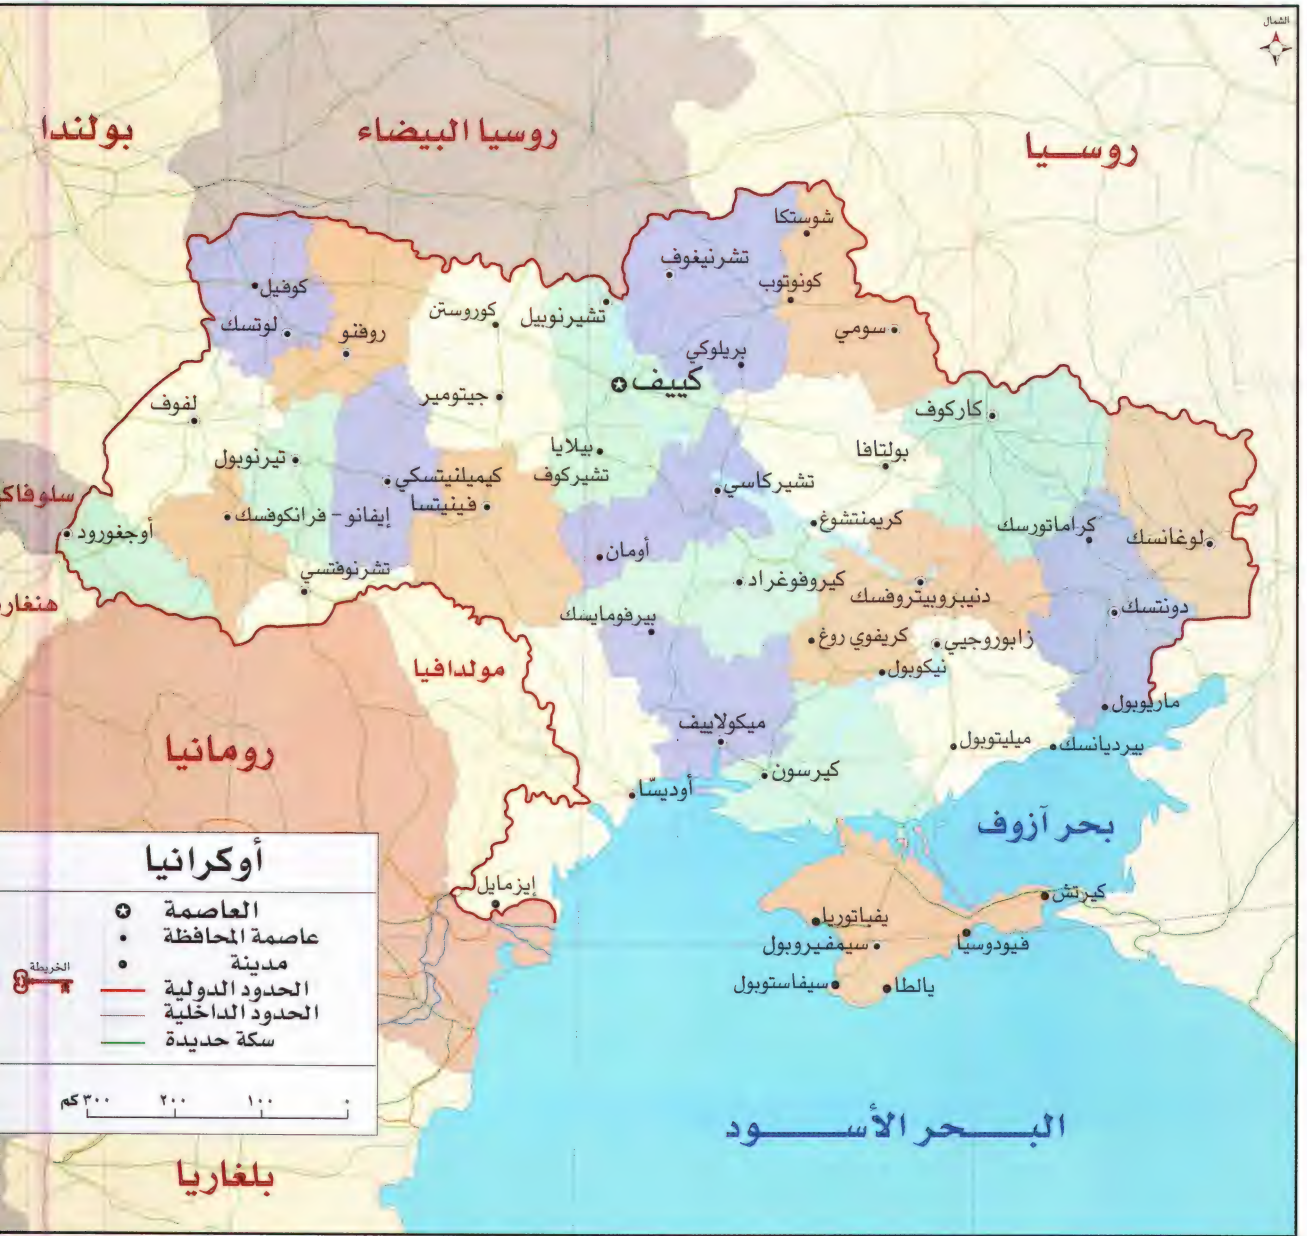 الشمال
بولندا
روسيا البيضاء
روسيا
شوستكا
تشرنيغوف
كونوتوب
كوفيل
كوروستن
تشيرنوبيل
لوتسك
روفنو
سومي
بريلوكي
كييف
جيتومير
لفوف
كاركوف
بيلايا
تشيركوف
بولتافا
تيرنوبول
كيميلنيتسكي
تشيركاسي
سلوفاك
فينيتسا
إيفانو - فرانكوفسك
كريمنتشوغ
كراماتورسك
أوجغورود
لوغانسك
أومان
تشرنوفتسي
كيروفوغراد
دنيبروبيتروفسك
هنغار
بيرفومايسك
دونتسك
كريفوي روغ
زابوروجيي
مولدافيا
نيكوبول
ماريوبول
ميكولاييف
رومانيا
ميليتوبول
بيرديانسك
كيرسون
أوديسّا
بحر آزوف
إيزمايل
كيرتش
يفباتوريا
سيمفيروبول
فيودوسيا
سيفاستوبول
يالطا
البحر الأسود
بلغاريا
أوكرانيا
العاصمة
عاصمة المحافظة
مدينة
الحدود الدولية
الحدود الداخلية
سكة حديدة
الخريطة
٠ ١٠٠ ٢٠٠ ٣٠٠ كم